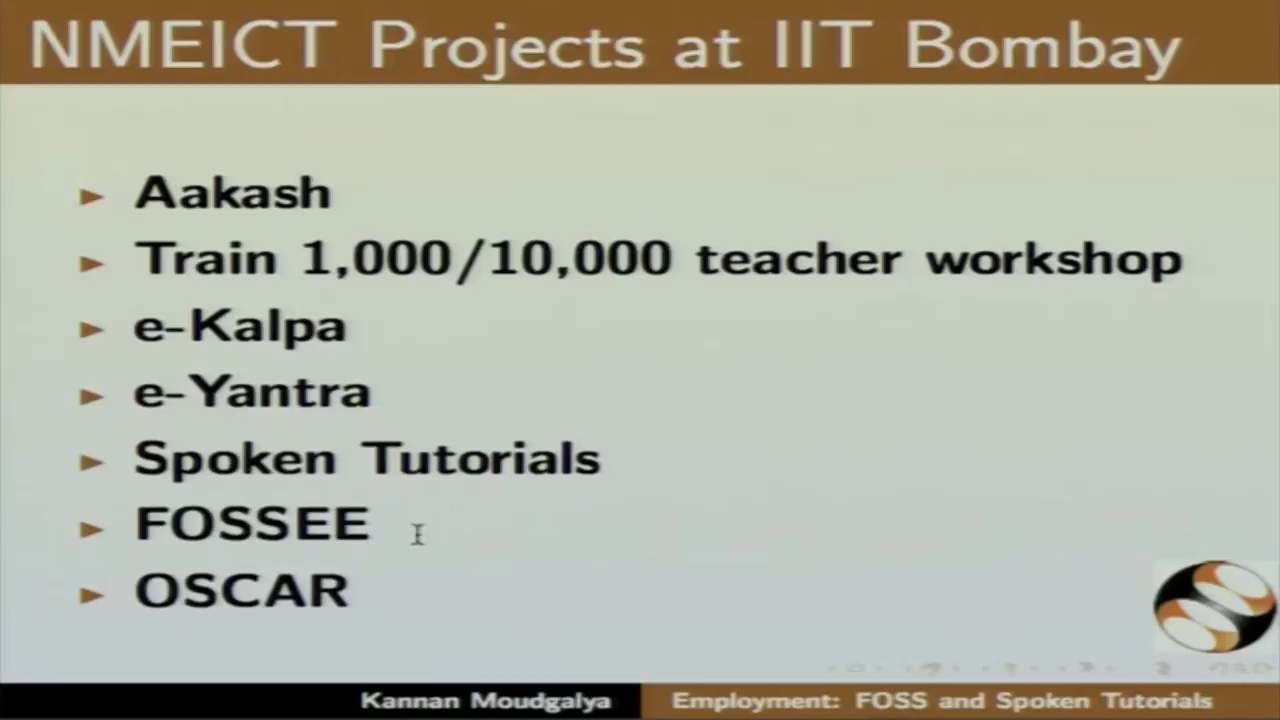 NMEICT Projects at IIT Bombay
Aakash
Train 1,000/10,000 teacher workshop
e-Kalpa
e-Yantra
Spoken Tutorials
FOSSEE
OSCAR
Kannan Moudgalya
Employment: FOSS and Spoken Tutorials